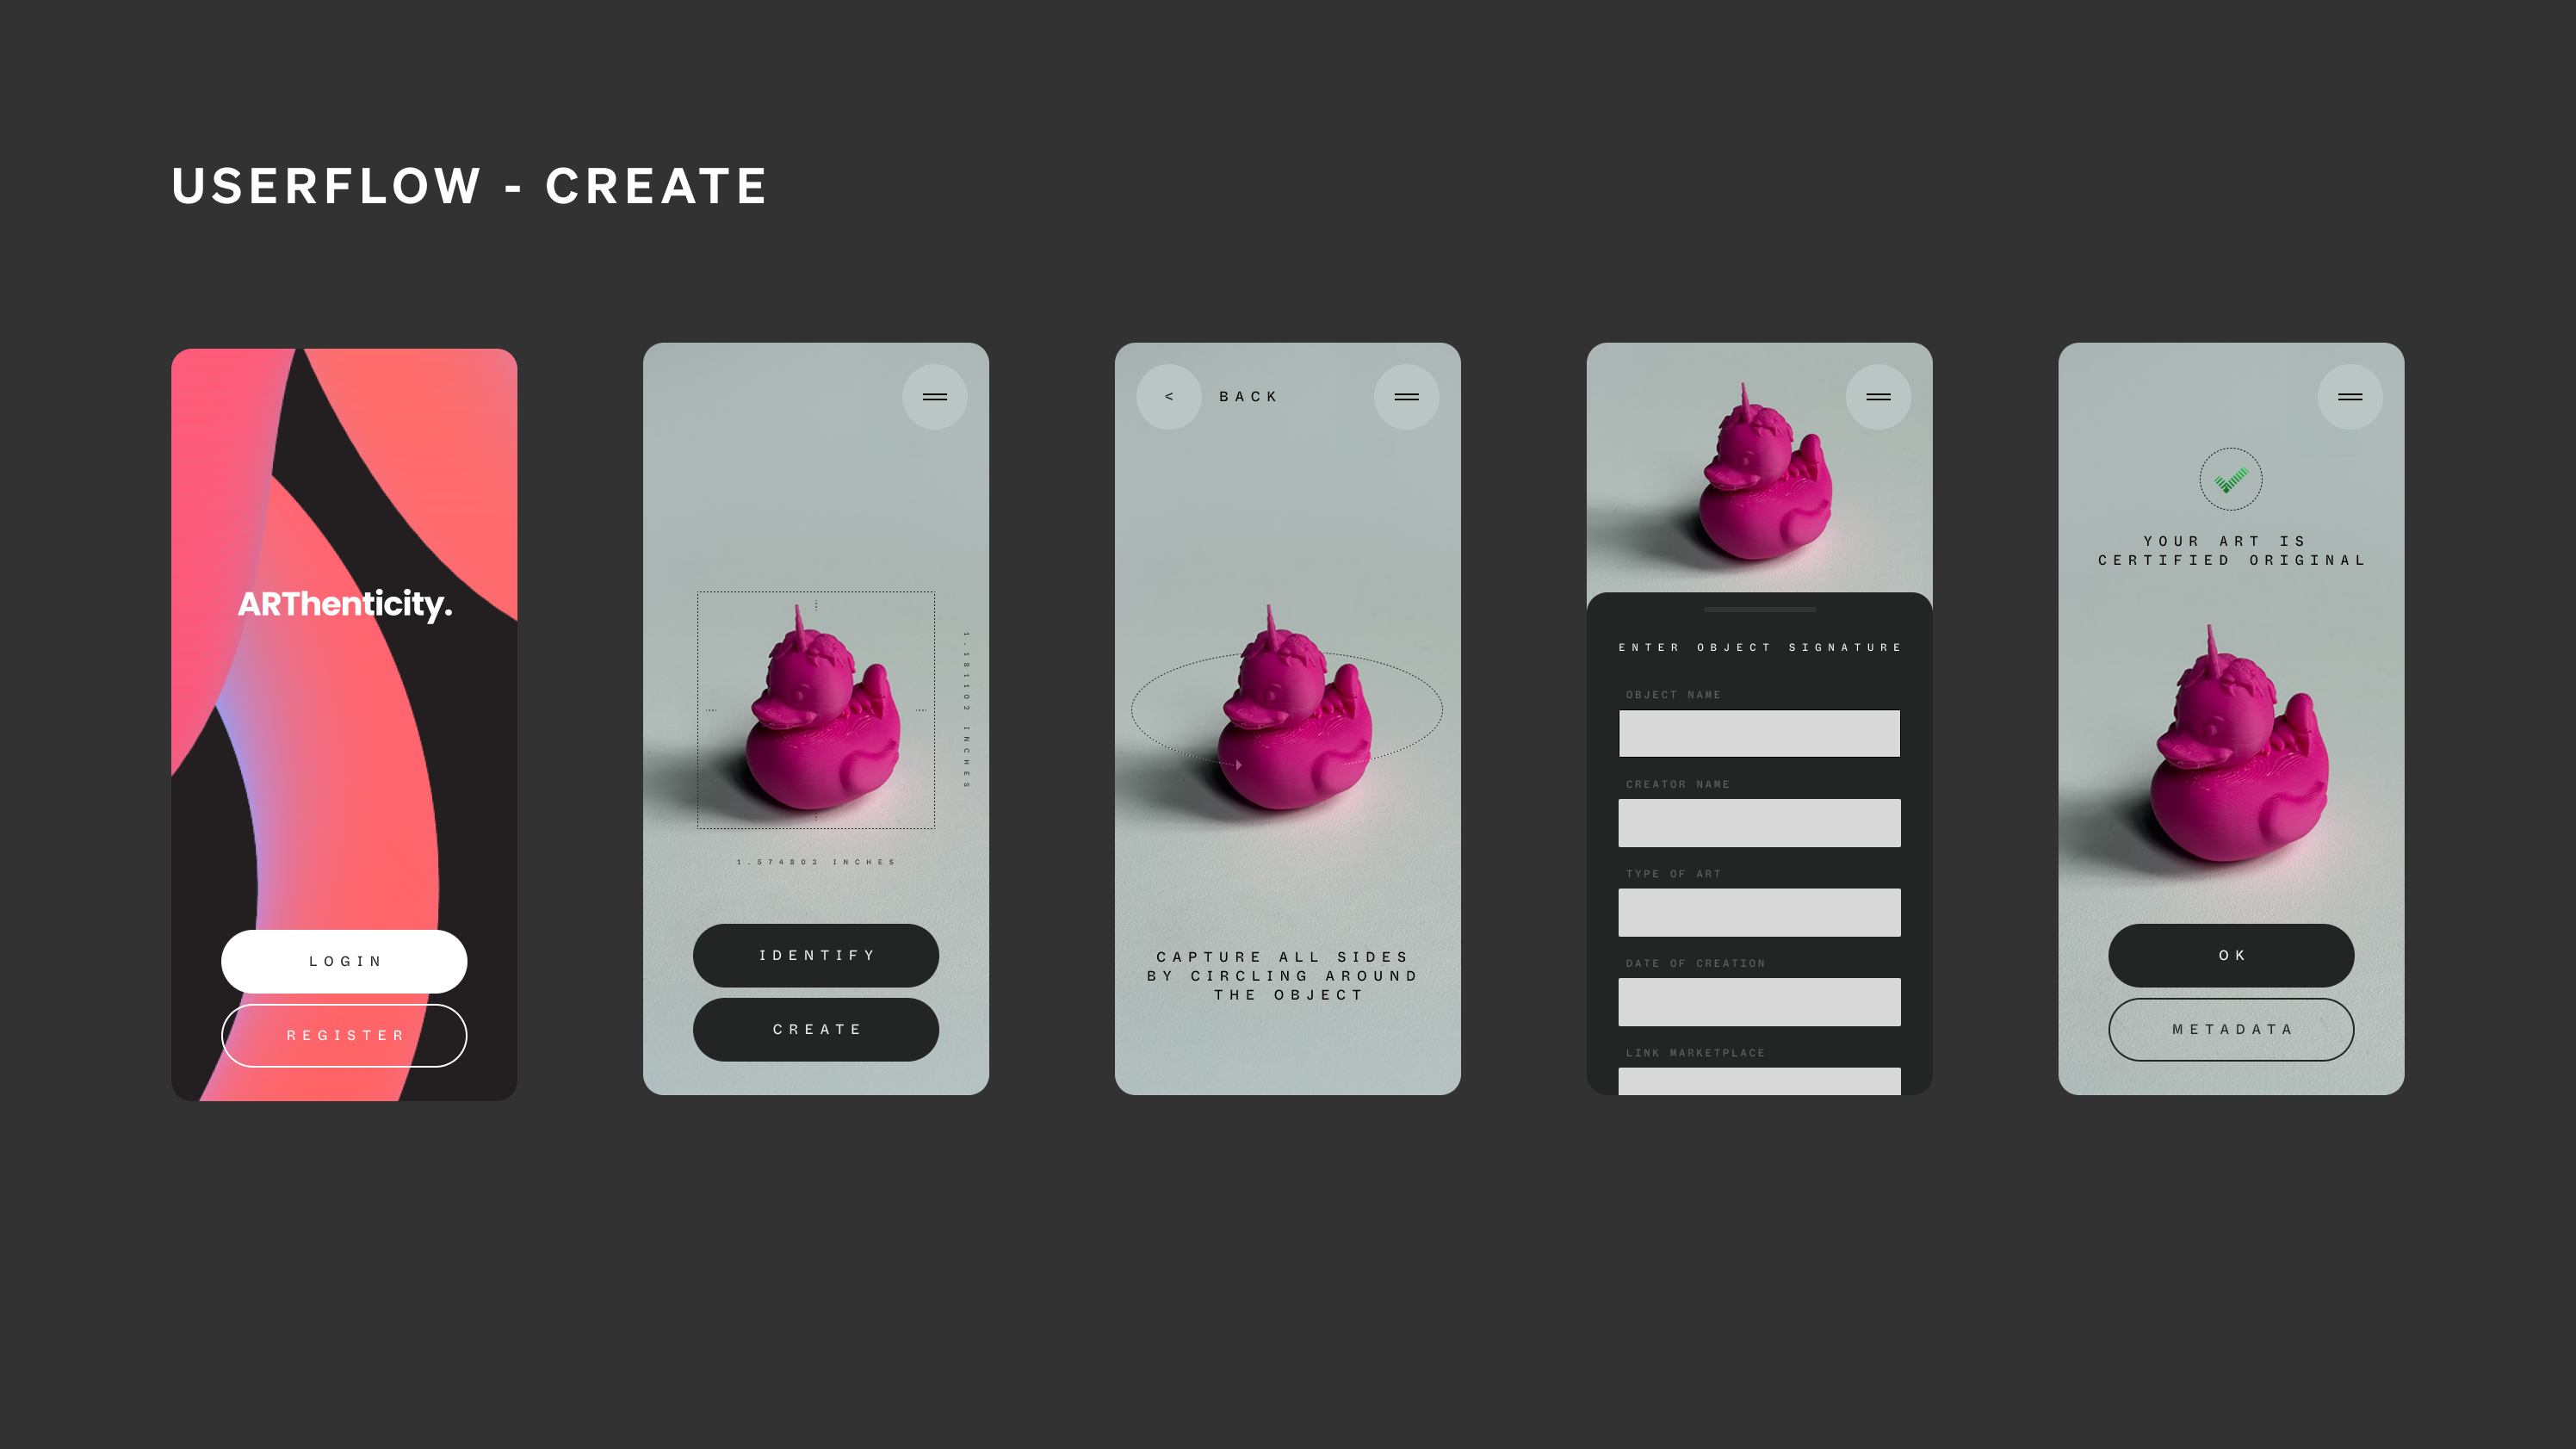 USERFLOW - CREATE
ARThenticity.
LOGIN
REGISTER
1.181102 INCHES
1.574803 INCHES
IDENTIFY
CREATE
< BACK
CAPTURE ALL SIDES
BY CIRCLING AROUND
THE OBJECT
ENTER OBJECT SIGNATURE
OBJECT NAME
CREATOR NAME
TYPE OF ART
DATE OF CREATION
LINK MARKETPLACE
YOUR ART IS
CERTIFIED ORIGINAL
OK
METADATA